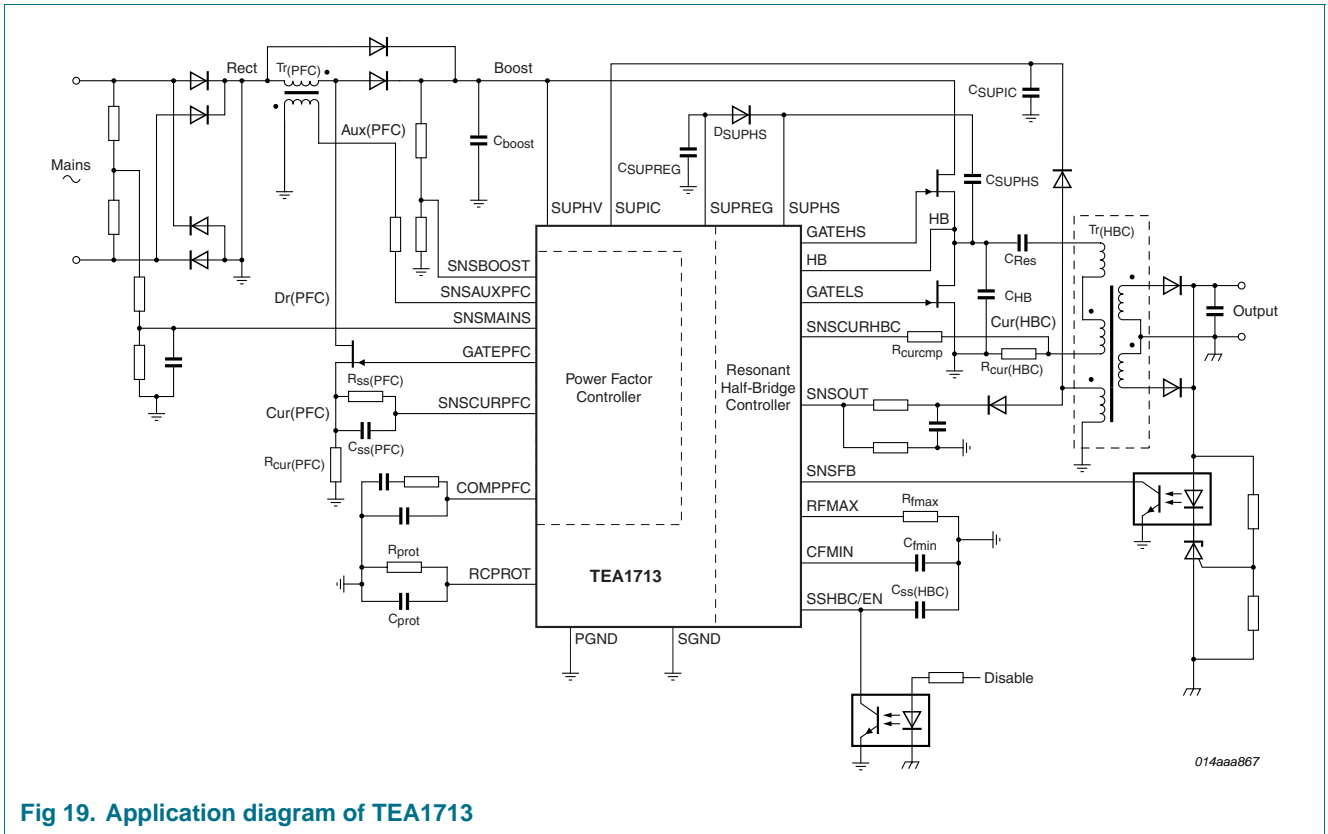 Rect
Tr(PFC)
Boost
CSUPIC
Aux(PFC)
Cboost
DSUPHS
CSUPREG
CSUPHS
Mains
SUPHV
SUPIC
SUPREG
SUPHS
GATEHS
HB
HB
CRes
Tr(HBC)
SNSBOOST
SNSAUXPFC
SNSMAINS
GATEPFC
Dr(PFC)
GATELS
CHB
SNSCURHBC
Cur(HBC)
Rcurcmp
Rcur(HBC)
Output
Rss(PFC)
SNSCURPFC
Cur(PFC)
Css(PFC)
Rcur(PFC)
Power Factor
Controller
Resonant
Half-Bridge
Controller
SNSOUT
SNSFB
COMPPFC
RFMAX
Rfmax
CFMIN
Cfmin
Rprot
RCPROT
Cprot
TEA1713
SSHBC/EN
Css(HBC)
PGND
SGND
Disable
014aaa867
Fig 19. Application diagram of TEA1713